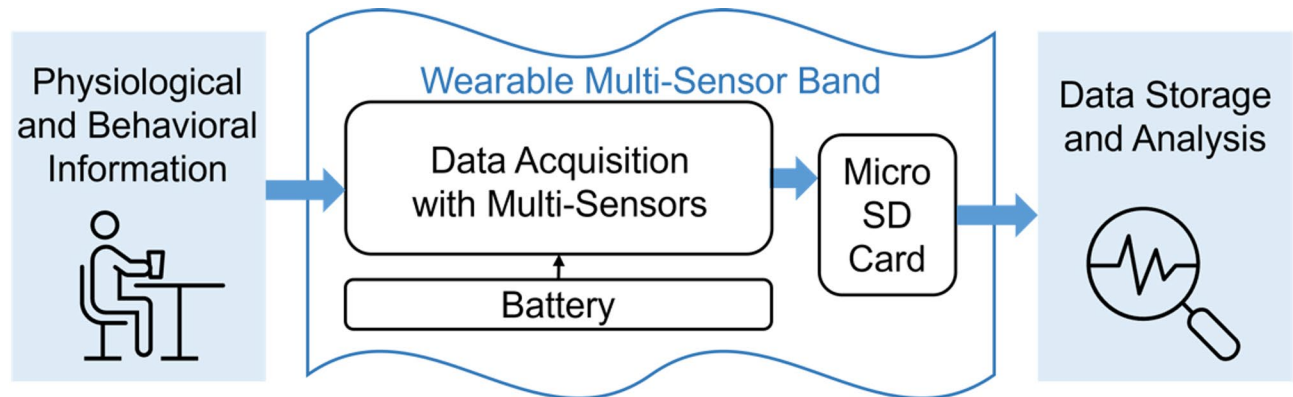 Physiological
and Behavioral
Information
Wearable Multi-Sensor Band
Data Acquisition
with Multi-Sensors
Battery
Micro
SD
Card
Data Storage
and Analysis